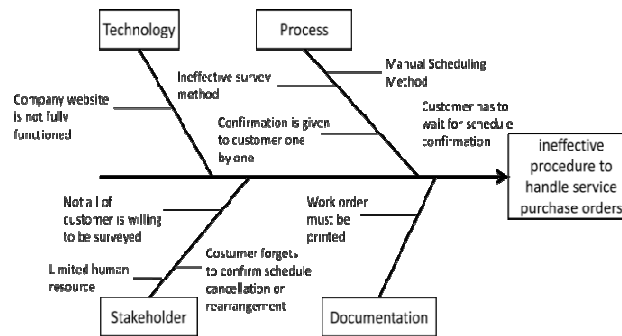 Technology
Process
Ineffective survey
method
Manual Scheduling
Method
Company website
is not fully
functioned
Confirmation is given
to customer one
by one
Customer has to
wait for schedule
confirmation
ineffective
procedure to
handle service
purchase orders
Not all of
customer is willing
to be surveyed
Work order
must be
printed
Limited human
resource
Costumer forgets
to confirm schedule
cancellation or
rearrangement
Stakeholder
Documentation